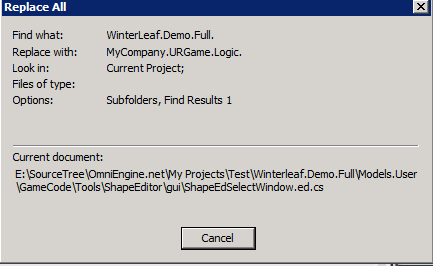 Replace All
Find what: WinterLeaf.Demo.Full.
Replace with: MyCompany.URGame.Logic.
Look in: Current Project;
Files of type:
Options: Subfolders, Find Results 1
Current document:
E:\SourceTree\OmniEngine.net\My Projects\Test\Winterleaf.Demo.Full\Models.User
\GameCode\Tools\ShapeEditor\gui\ShapeEdSelectWindow.ed.cs
Cancel